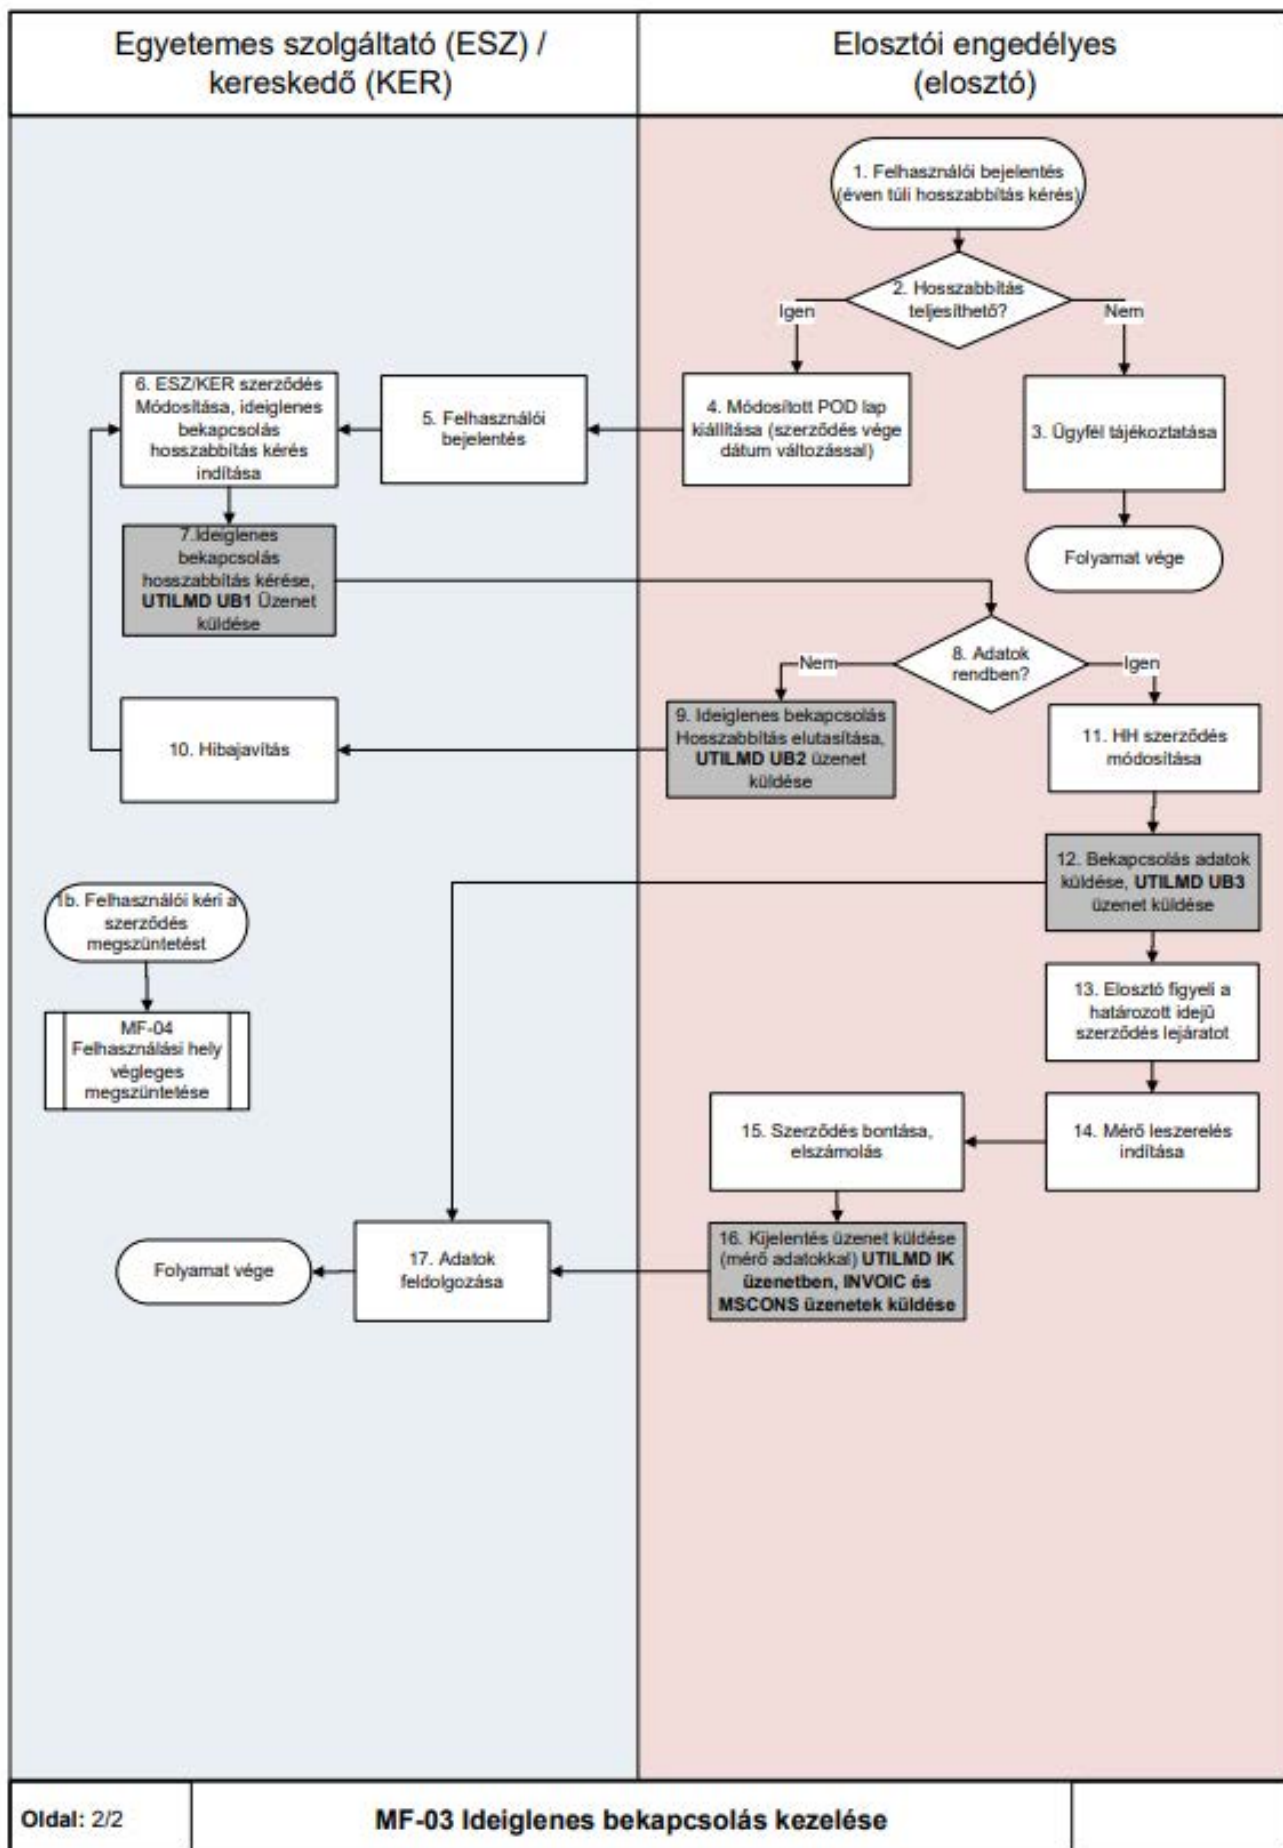 Egyetemes szolgáltató (ESZ) /
kereskedő (KER)
Elosztói engedélyes
(elosztó)
1. Felhasználói bejelentés
(éven túli hosszabbítás kérés)
2. Hosszabbítás
teljesíthető?
Igen
Nem
6. ESZ/KER szerződés
Módosítása, ideiglenes
bekapcsolás
hosszabbítás kérés
indítása
5. Felhasználói
bejelentés
4. Módosított POD lap
kiállítása (szerződés vége
dátum változással)
3. Ügyfél tájékoztatása
7.Ideiglenes
bekapcsolás
hosszabbítás kérése,
UTILMD UB1 Üzenet
küldése
Folyamat vége
8. Adatok
rendben?
Nem
Igen
10. Hibajavítás
9. Ideiglenes bekapcsolás
Hosszabbítás elutasítása,
UTILMD UB2 üzenet
küldése
11. HH szerződés
módosítása
12. Bekapcsolás adatok
küldése, UTILMD UB3
üzenet küldése
1b. Felhasználói kéri a
szerződés
megszüntetést
13. Elosztó figyeli a
határozott idejű
szerződés lejáratot
MF-04
Felhasználási hely
végleges
megszüntetése
15. Szerződés bontása,
elszámolás
14. Mérő leszerelés
indítása
Folyamat vége
17. Adatok
feldolgozása
16. Kijelentés üzenet küldése
(mérő adatokkal) UTILMD IK
üzenetben, INVOIC és
MSCONS üzenetek küldése
Oldal: 2/2
MF-03 Ideiglenes bekapcsolás kezelése